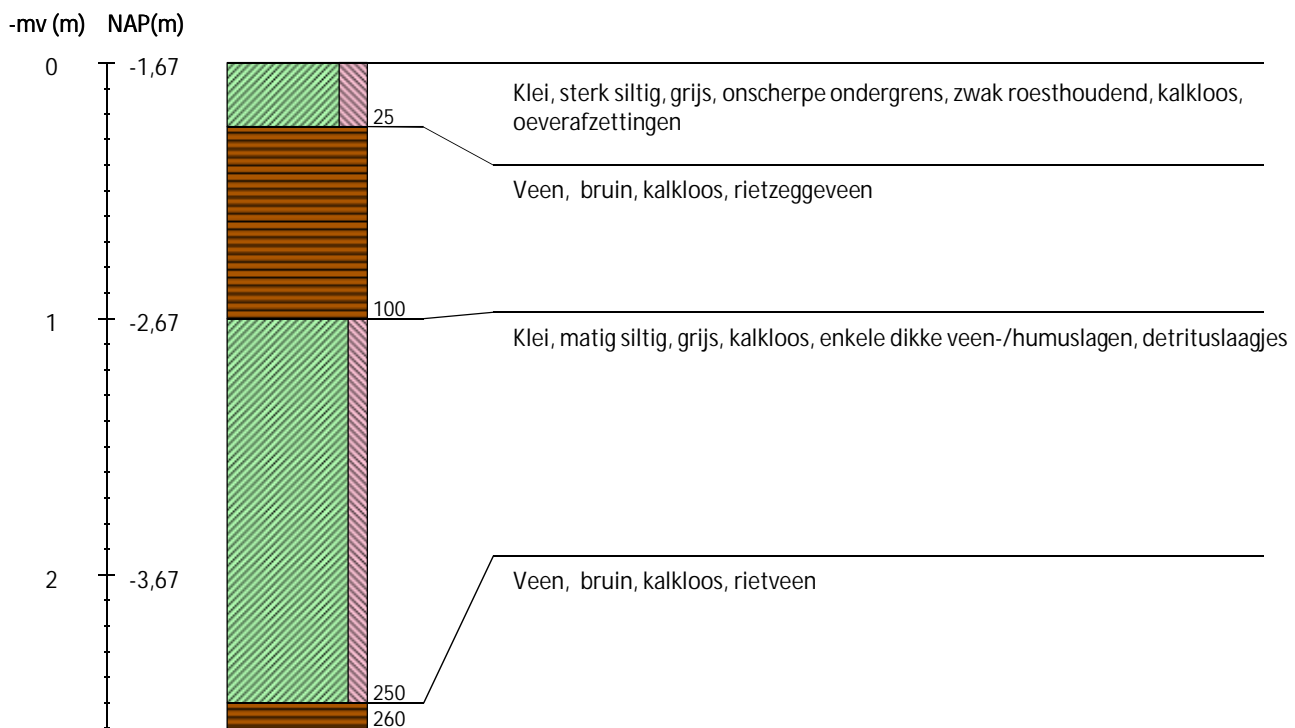 -mv (m) NAP(m)
0 -1,67
Klei, sterk siltig, grijs, onscherpe ondergrens, zwak roesthoudend, kalkloos,
oeverafzettingen
25
Veen, bruin, kalkloos, rietzeggeveen
100
1 -2,67
Klei, matig siltig, grijs, kalkloos, enkele dikke veen-/humuslagen, detrituslaagjes
2 -3,67
Veen, bruin, kalkloos, rietveen
250
260